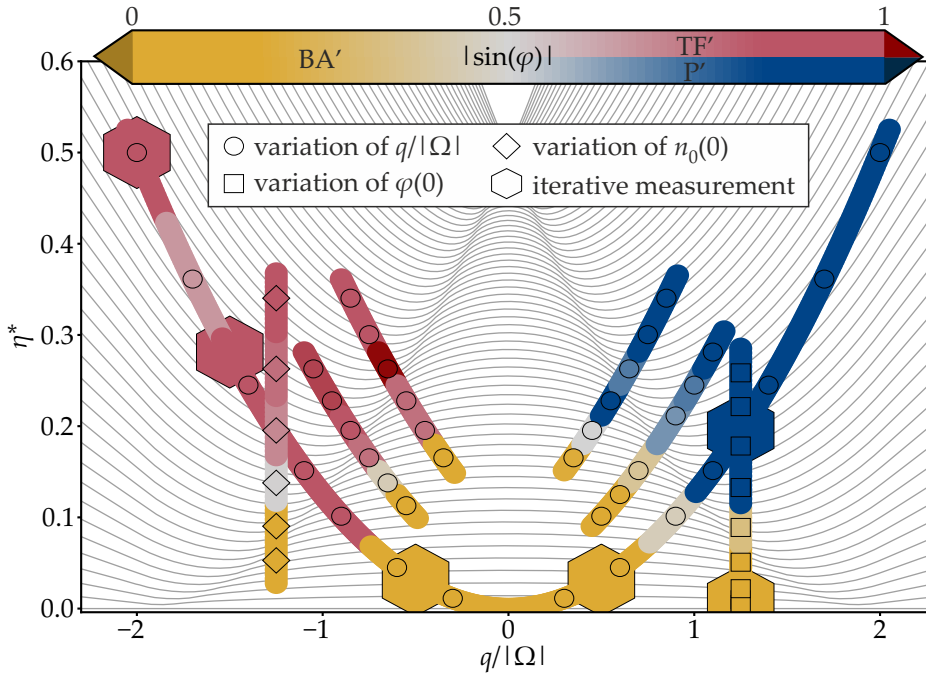 0 0.5 1
BA′ |sin(φ)| TF′
P′
0.6
0.5
0.4
0.3
0.2
0.1
0.0
η*
variation of q/|Ω|
variation of n₀(0)
variation of φ(0)
iterative measurement
−2 −1 0 1 2
q/|Ω|